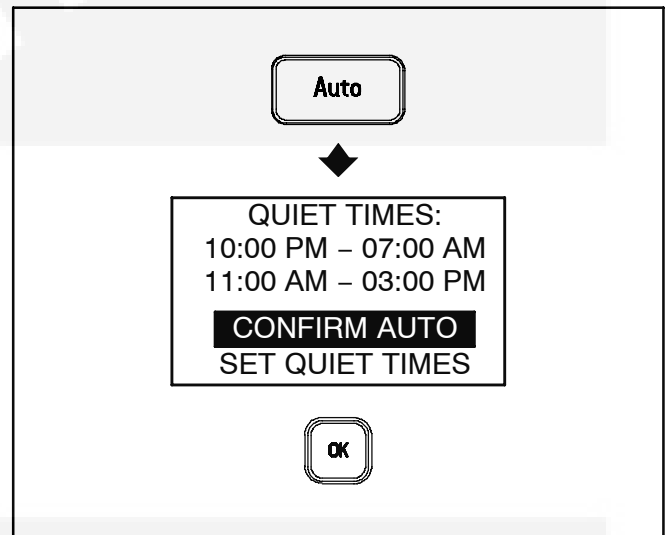 Auto
QUIET TIMES:
10:00 PM – 07:00 AM
11:00 AM – 03:00 PM
CONFIRM AUTO
SET QUIET TIMES
OK